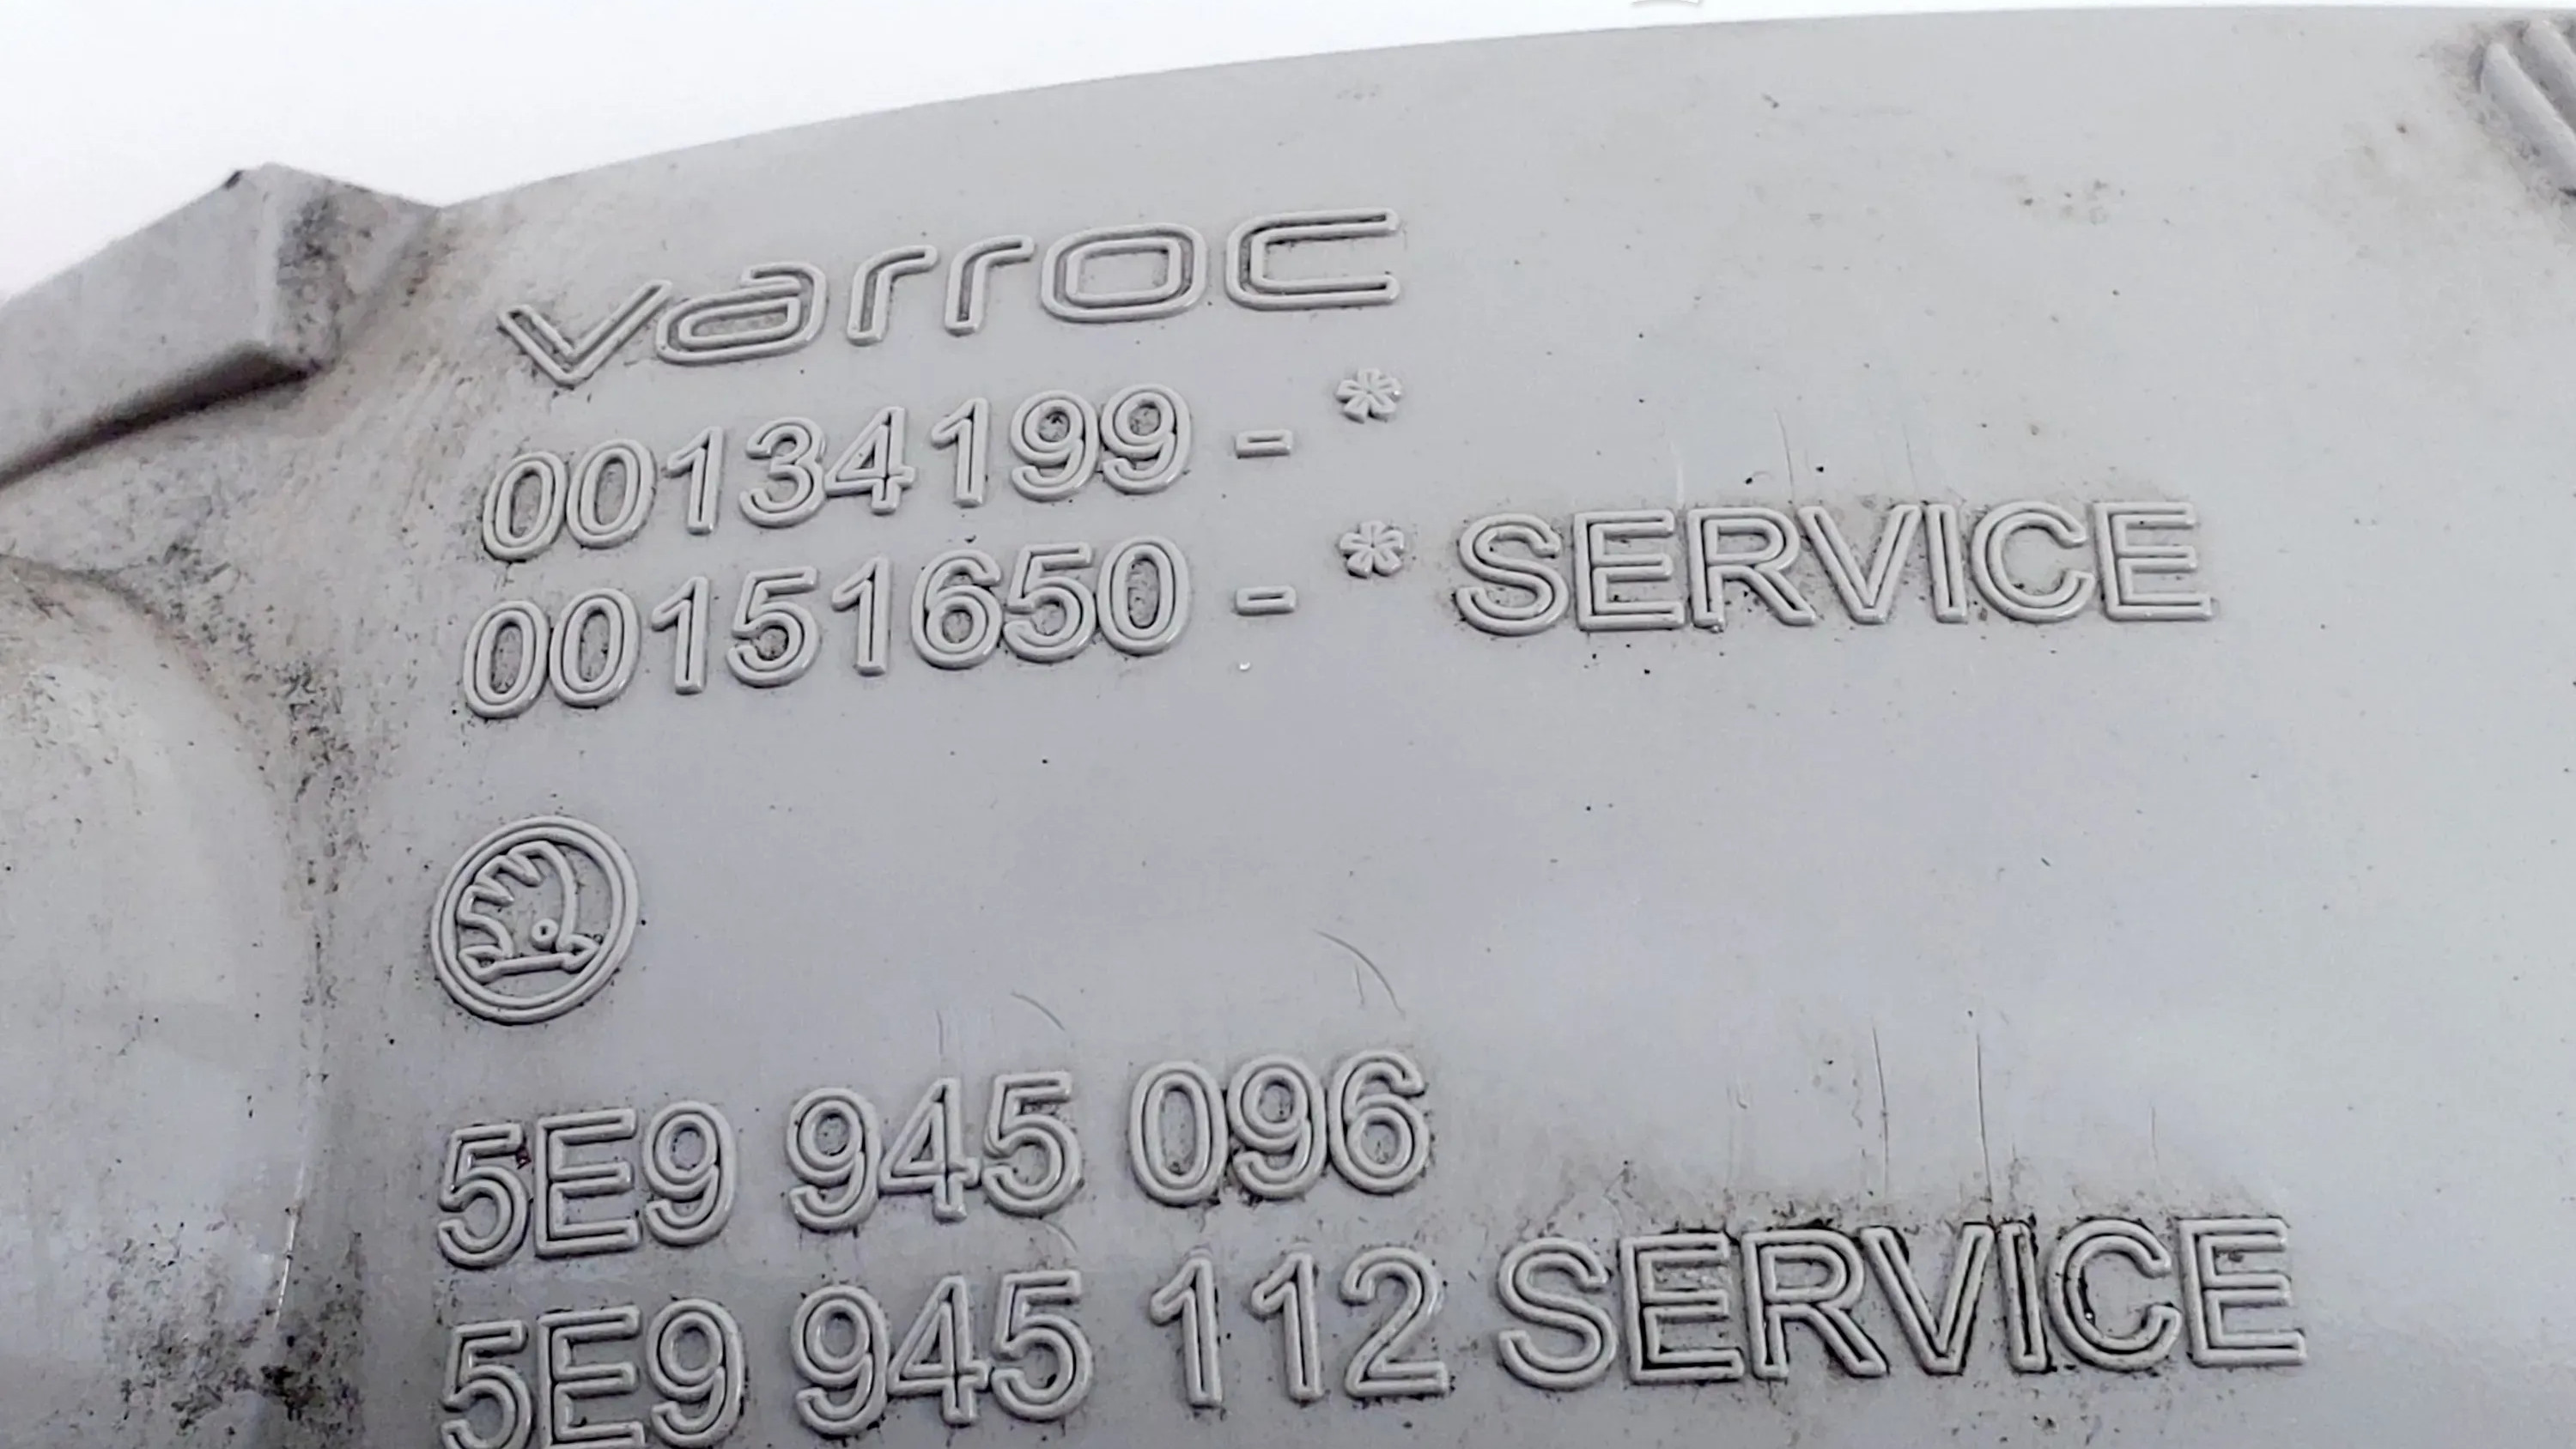 varroc
00134199 - *
00151650 - * SERVICE
5E9 945 096
5E9 945 112 SERVICE